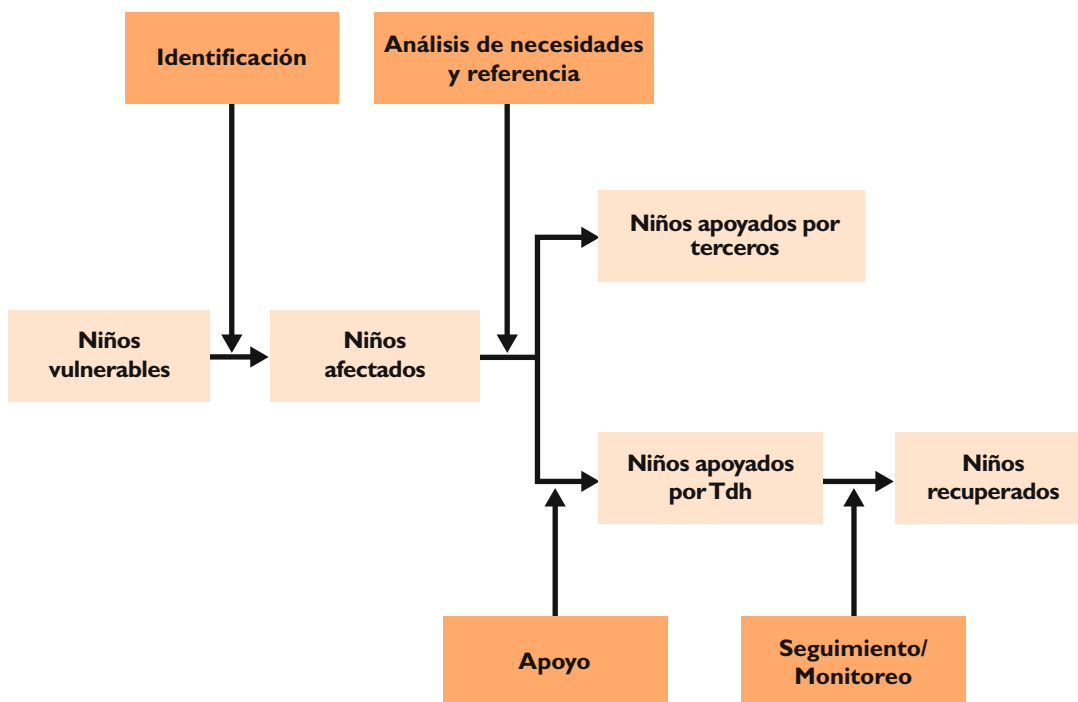 Identificación
Análisis de necesidades
y referencia
Niños apoyados por
terceros
Niños
vulnerables
Niños
afectados
Niños apoyados
por Tdh
Niños
recuperados
Apoyo
Seguimiento/
Monitoreo